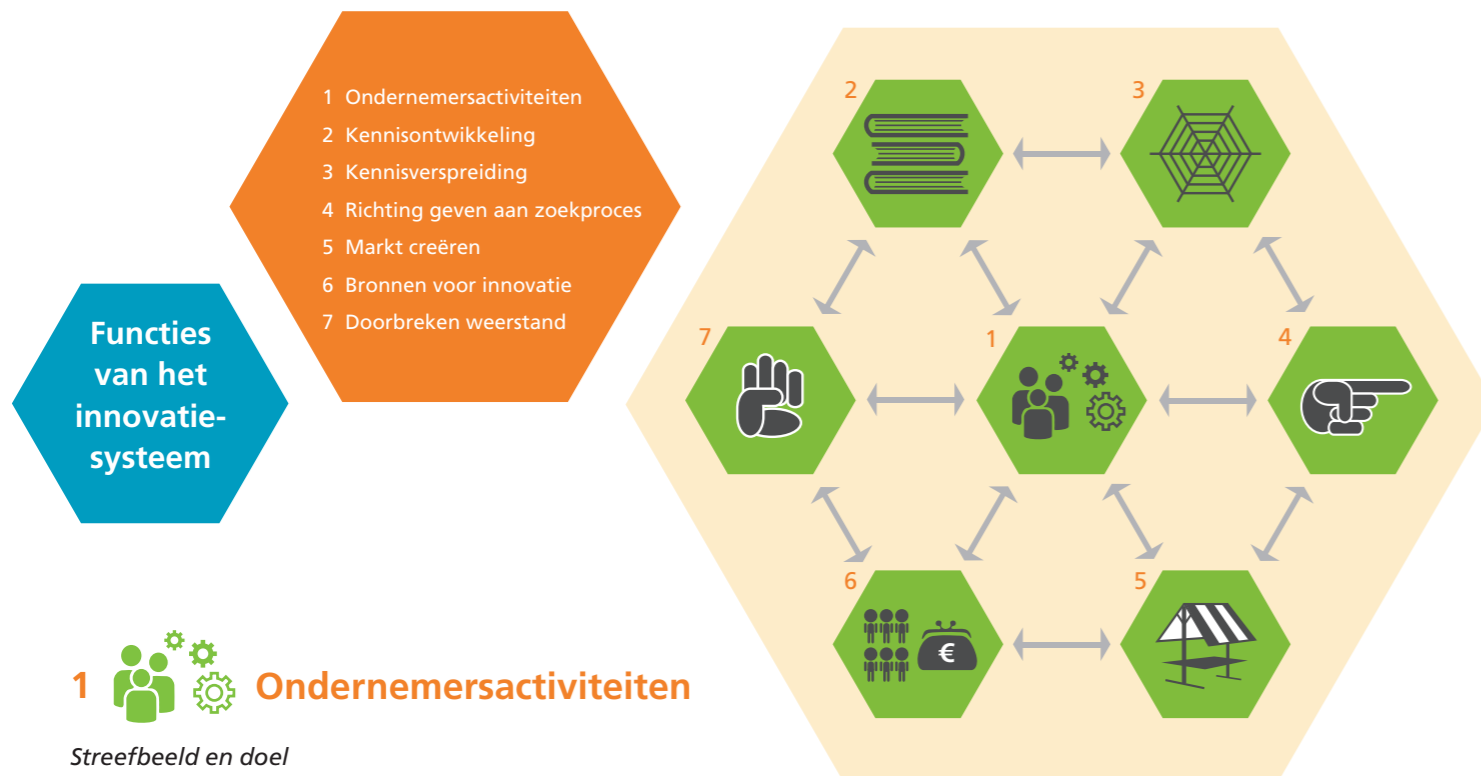 1 Ondernemersactiviteiten
2 Kennisontwikkeling
3 Kennisverspreiding
4 Richting geven aan zoekproces
5 Markt creëren
6 Bronnen voor innovatie
7 Doorbreken weerstand
Functies
van het
innovatie-
systeem
2
3
7
1
4
6
5
€
1 Ondernemersactiviteiten
Streefbeeld en doel